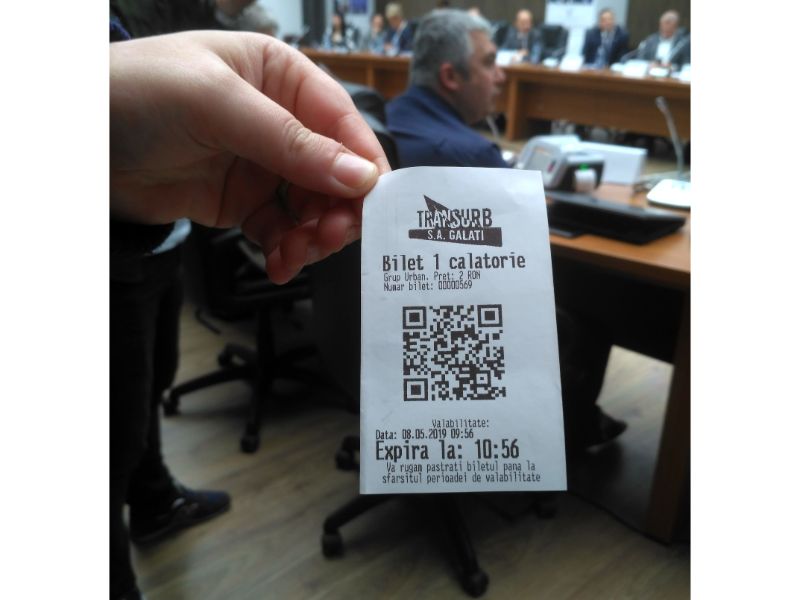 TRANSURB
S.A. GALATI
Bilet 1 calatorie
Grup Urban. Pret: 2 RON
Numar bilet: 00000569
Valabilitate:
Data: 08.05.2019 09:56
Expira la: 10:56
Va rugam pastrati biletul pana la
sfarsitul perioadei de valabilitate